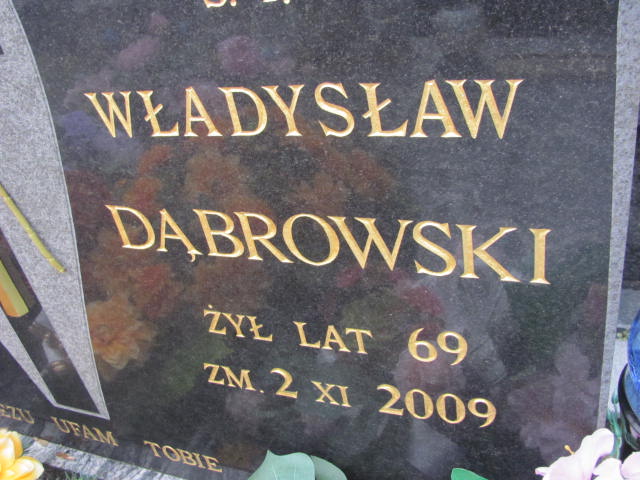 Ś. P.
WŁADYSŁAW
DĄBROWSKI
ŻYŁ LAT 69
ZM. 2 XI 2009
UFAM TOBIE